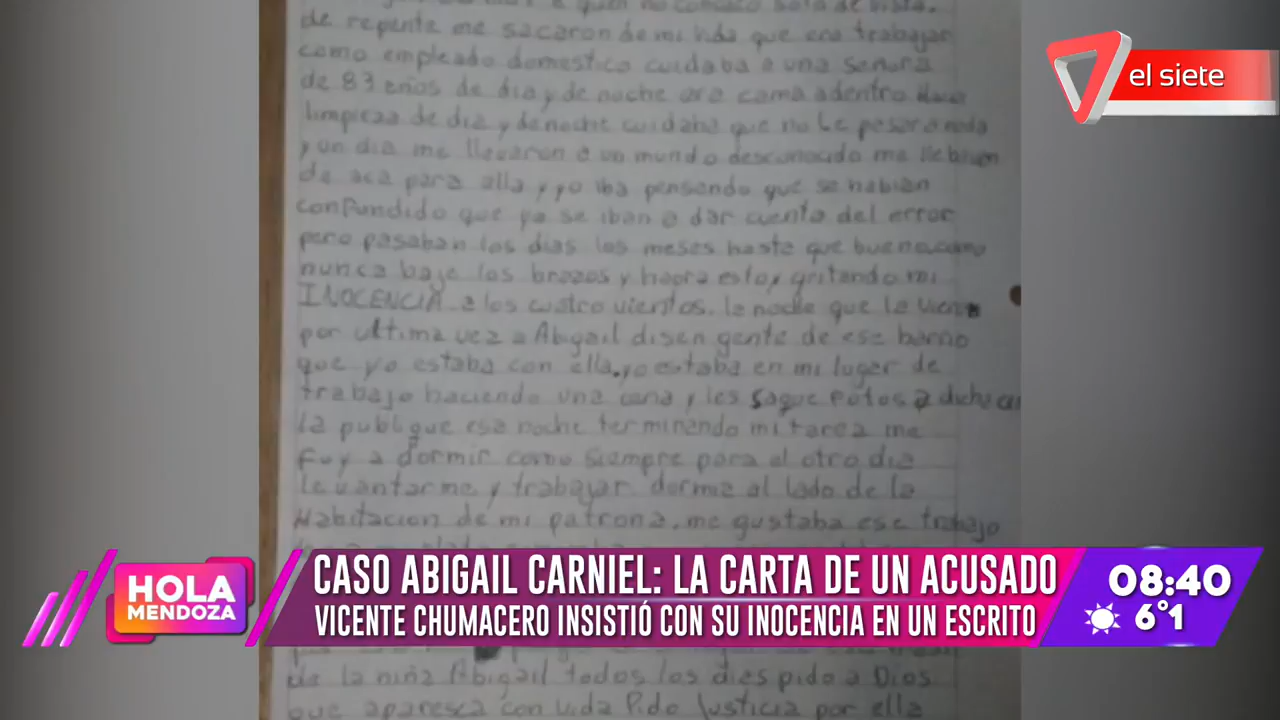 de repente me sacaron de mi vida que era trabajar
como empleado domestico cuidaba a una señora
de 83 años de dia y de noche era cama adentro
limpieza de dia y de noche cuidaba que no le pasara nada
y un dia me llevaron a un mundo desconocido me llebaban
de aca para alla y yo iba pensando que se habian
confundido que ya se iban a dar cuenta del error
pero pasaban los dias los meses hasta que bueno como
nunca baje los brazos y haora estoy gritando mi
INOCENCIA a los cuatro vientos. la noche que la vieron
por ultima vez a Abigail disen gente de ese barrio
que yo estaba con ella. yo estaba en mi lugar de
trabajo haciendo una cena y les saque fotos a dicha
la publique esa noche terminando mi tarea me
fuy a dormir como siempre para al otro dia
levantarme y trabajar dormia al lado de la
Habitacion de mi patrona. me gustaba ese trabajo
de la niña Abigail todos los dies pido a Dios
que aparesca con vida Pido Justicia por ella
el siete
HOLA
MENDOZA
CASO ABIGAIL CARNIEL: LA CARTA DE UN ACUSADO
VICENTE CHUMACERO INSISTIÓ CON SU INOCENCIA EN UN ESCRITO
08:40
6°1